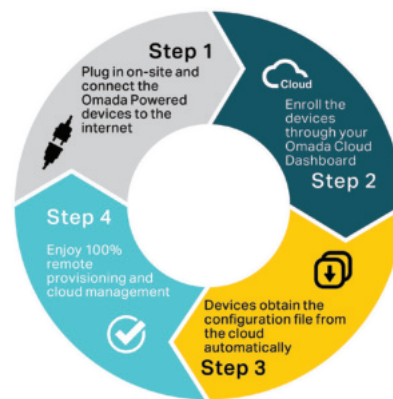 Step 1
Plug in on-site and
connect the
Omada Powered
devices to the
internet
Cloud
Enroll the
devices
through your
Omada Cloud
Dashboard
Step 2
Devices obtain the
configuration file from
the cloud
automatically
Step 3
Step 4
Enjoy 100%
remote
provisioning and
cloud management